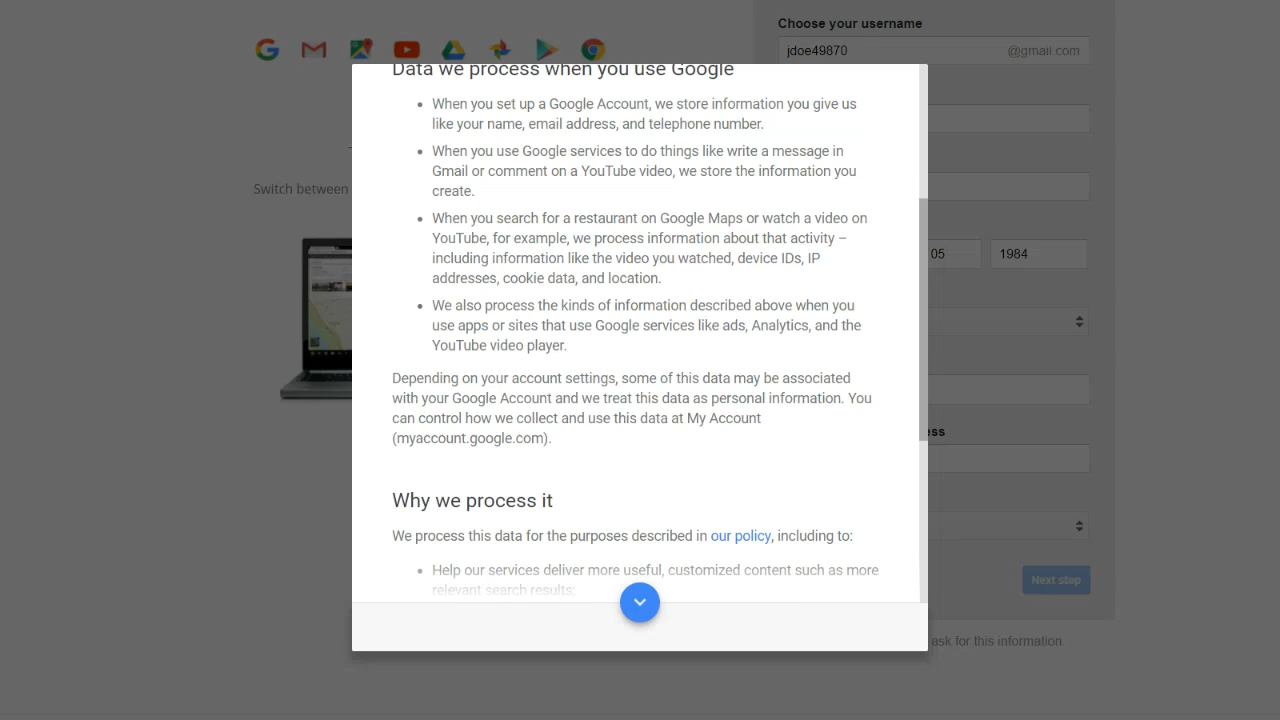 Choose your username
jdoe49870
@gmail.com
Data we process when you use Google
• When you set up a Google Account, we store information you give us
like your name, email address, and telephone number.
• When you use Google services to do things like write a message in
Gmail or comment on a YouTube video, we store the information you
create.
• When you search for a restaurant on Google Maps or watch a video on
YouTube, for example, we process information about that activity –
including information like the video you watched, device IDs, IP
addresses, cookie data, and location.
• We also process the kinds of information described above when you
use apps or sites that use Google services like ads, Analytics, and the
YouTube video player.
Depending on your account settings, some of this data may be associated
with your Google Account and we treat this data as personal information. You
can control how we collect and use this data at My Account
(myaccount.google.com).
Why we process it
We process this data for the purposes described in our policy, including to:
• Help our services deliver more useful, customized content such as more
relevant search results;
Switch between
05
1984
Next step
ask for this information.